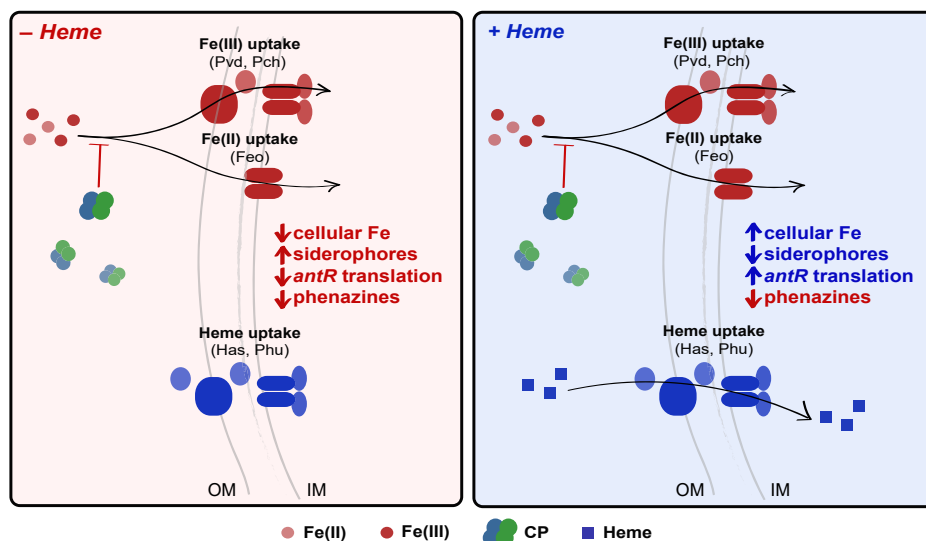 – Heme
Fe(III) uptake
(Pvd, Pch)
Fe(II) uptake
(Feo)
↓cellular Fe
↑siderophores
↓antR translation
↓phenazines
Heme uptake
(Has, Phu)
OM
IM
+ Heme
Fe(III) uptake
(Pvd, Pch)
Fe(II) uptake
(Feo)
↑cellular Fe
↓siderophores
↑antR translation
↓phenazines
Heme uptake
(Has, Phu)
OM
IM
Fe(II)
Fe(III)
CP
Heme